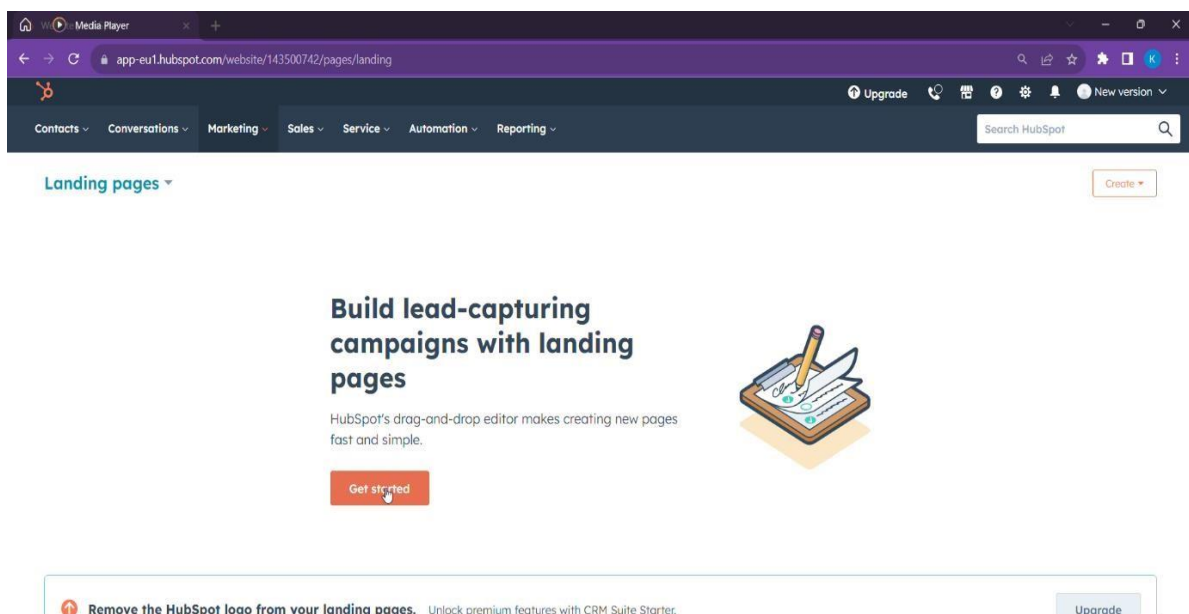 Media Player
app-eu1.hubspot.com/website/143500742/pages/landing
K
Upgrade
New version
Contacts Conversations Marketing Sales Service Automation Reporting
Search HubSpot
Landing pages
Create
Build lead-capturing
campaigns with landing
pages
HubSpot's drag-and-drop editor makes creating new pages
fast and simple.
Get started
Remove the HubSpot logo from your landing pages. Unlock premium features with CRM Suite Starter.
Upgrade